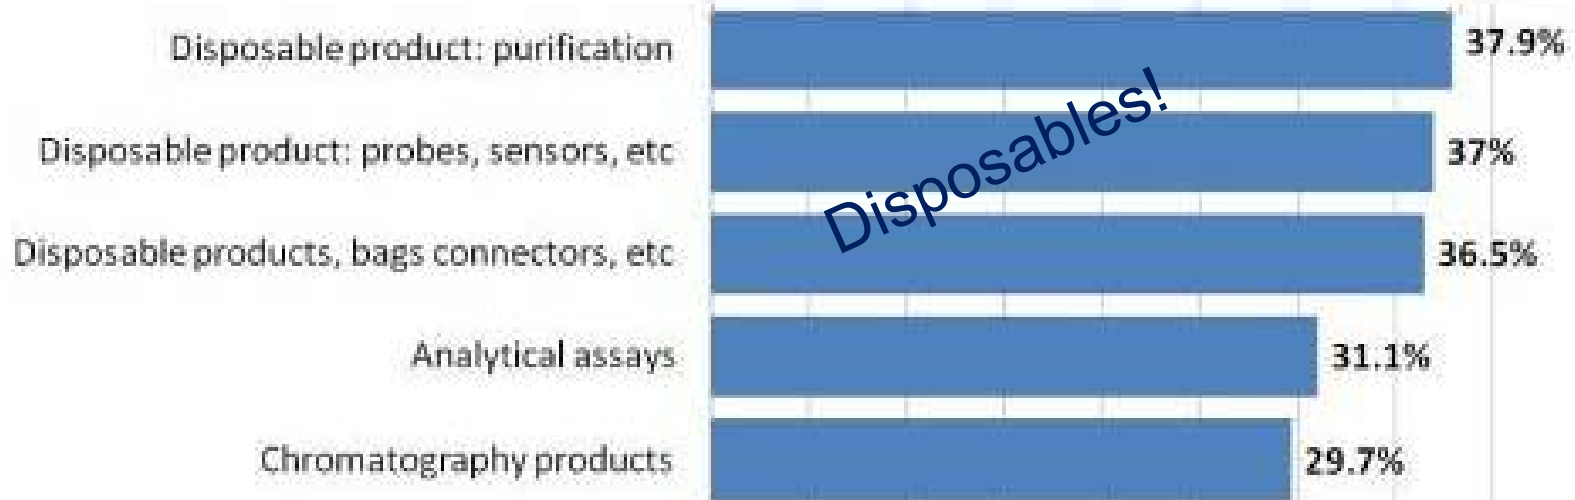 Disposable product: purification 37.9%
Disposable product: probes, sensors, etc 37%
Disposables!
Disposable products, bags connectors, etc 36.5%
Analytical assays 31.1%
Chromatography products 29.7%